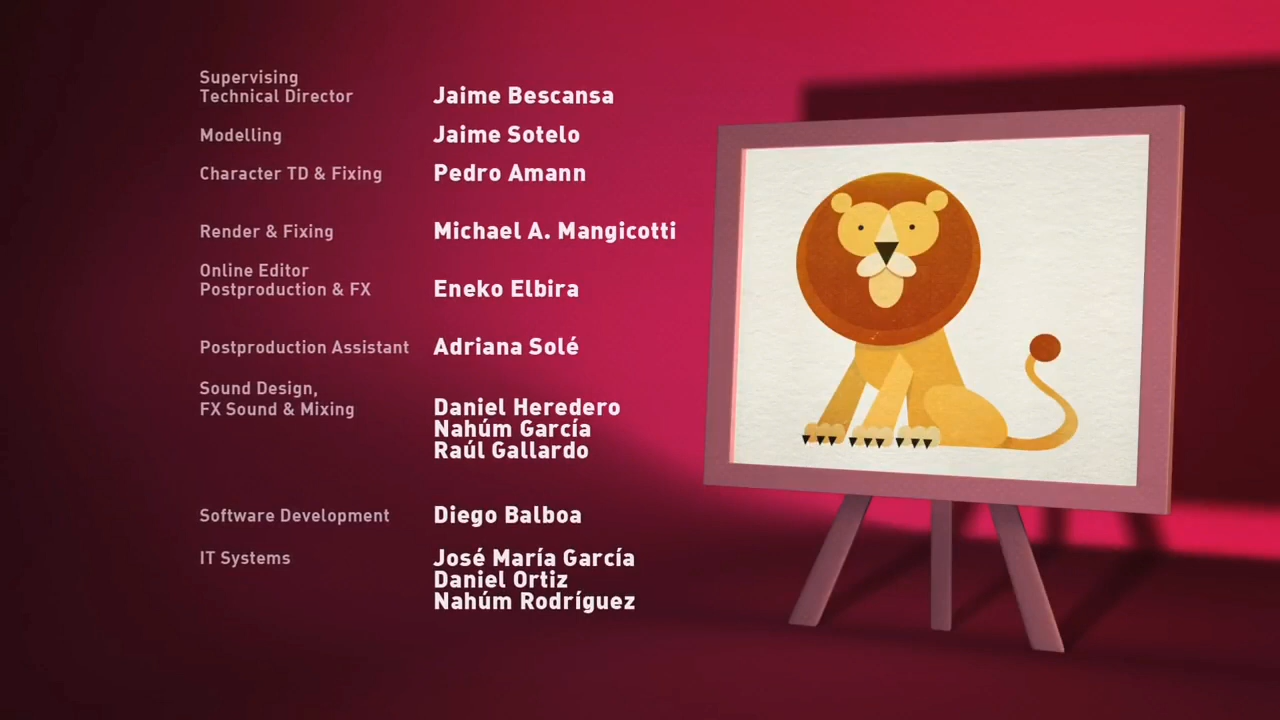 Supervising
Technical Director Jaime Bescansa
Modelling Jaime Sotelo
Character TD & Fixing Pedro Amann
Render & Fixing Michael A. Mangicotti
Online Editor
Postproduction & FX Eneko Elbira
Postproduction Assistant Adriana Solé
Sound Design,
FX Sound & Mixing Daniel Heredero
Nahúm García
Raúl Gallardo
Software Development Diego Balboa
IT Systems José María García
Daniel Ortiz
Nahúm Rodríguez